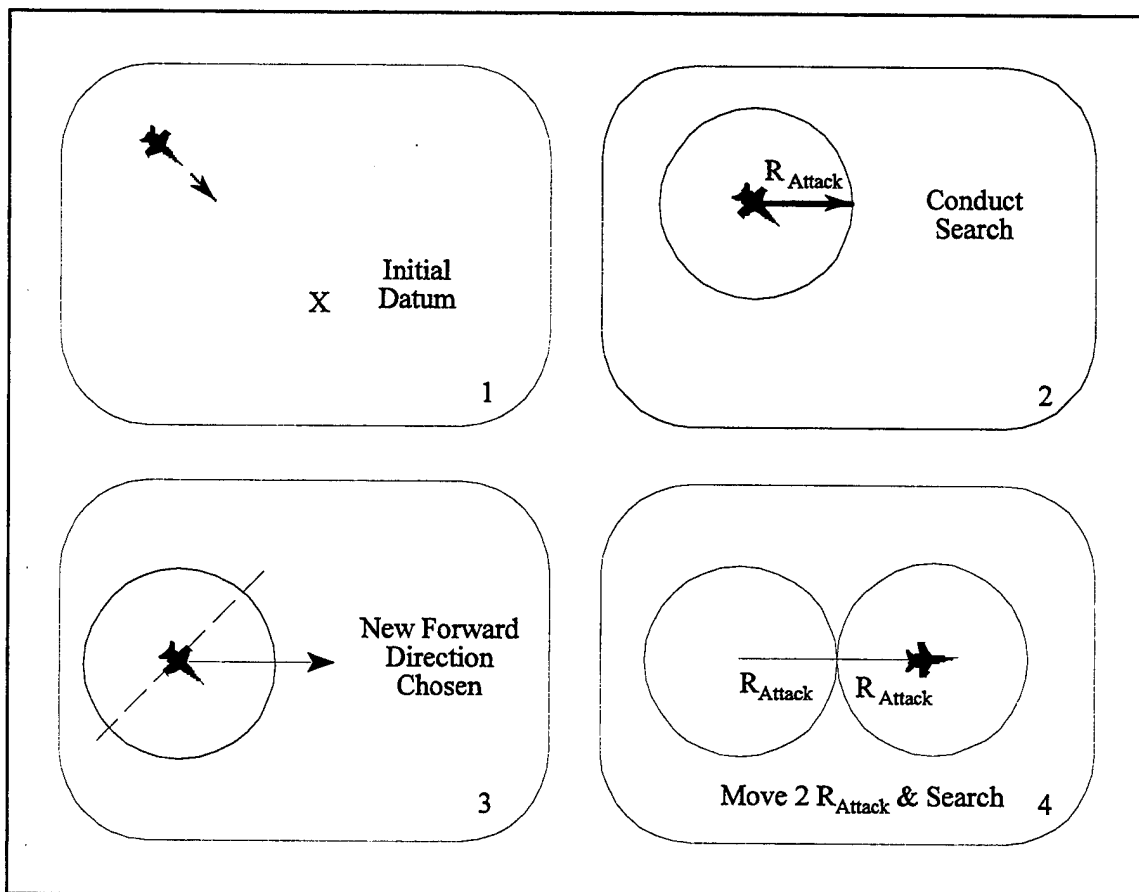 Initial
Datum
X
1
R Attack
Conduct
Search
2
New Forward
Direction
Chosen
3
R Attack
R Attack
Move 2 R Attack & Search
4